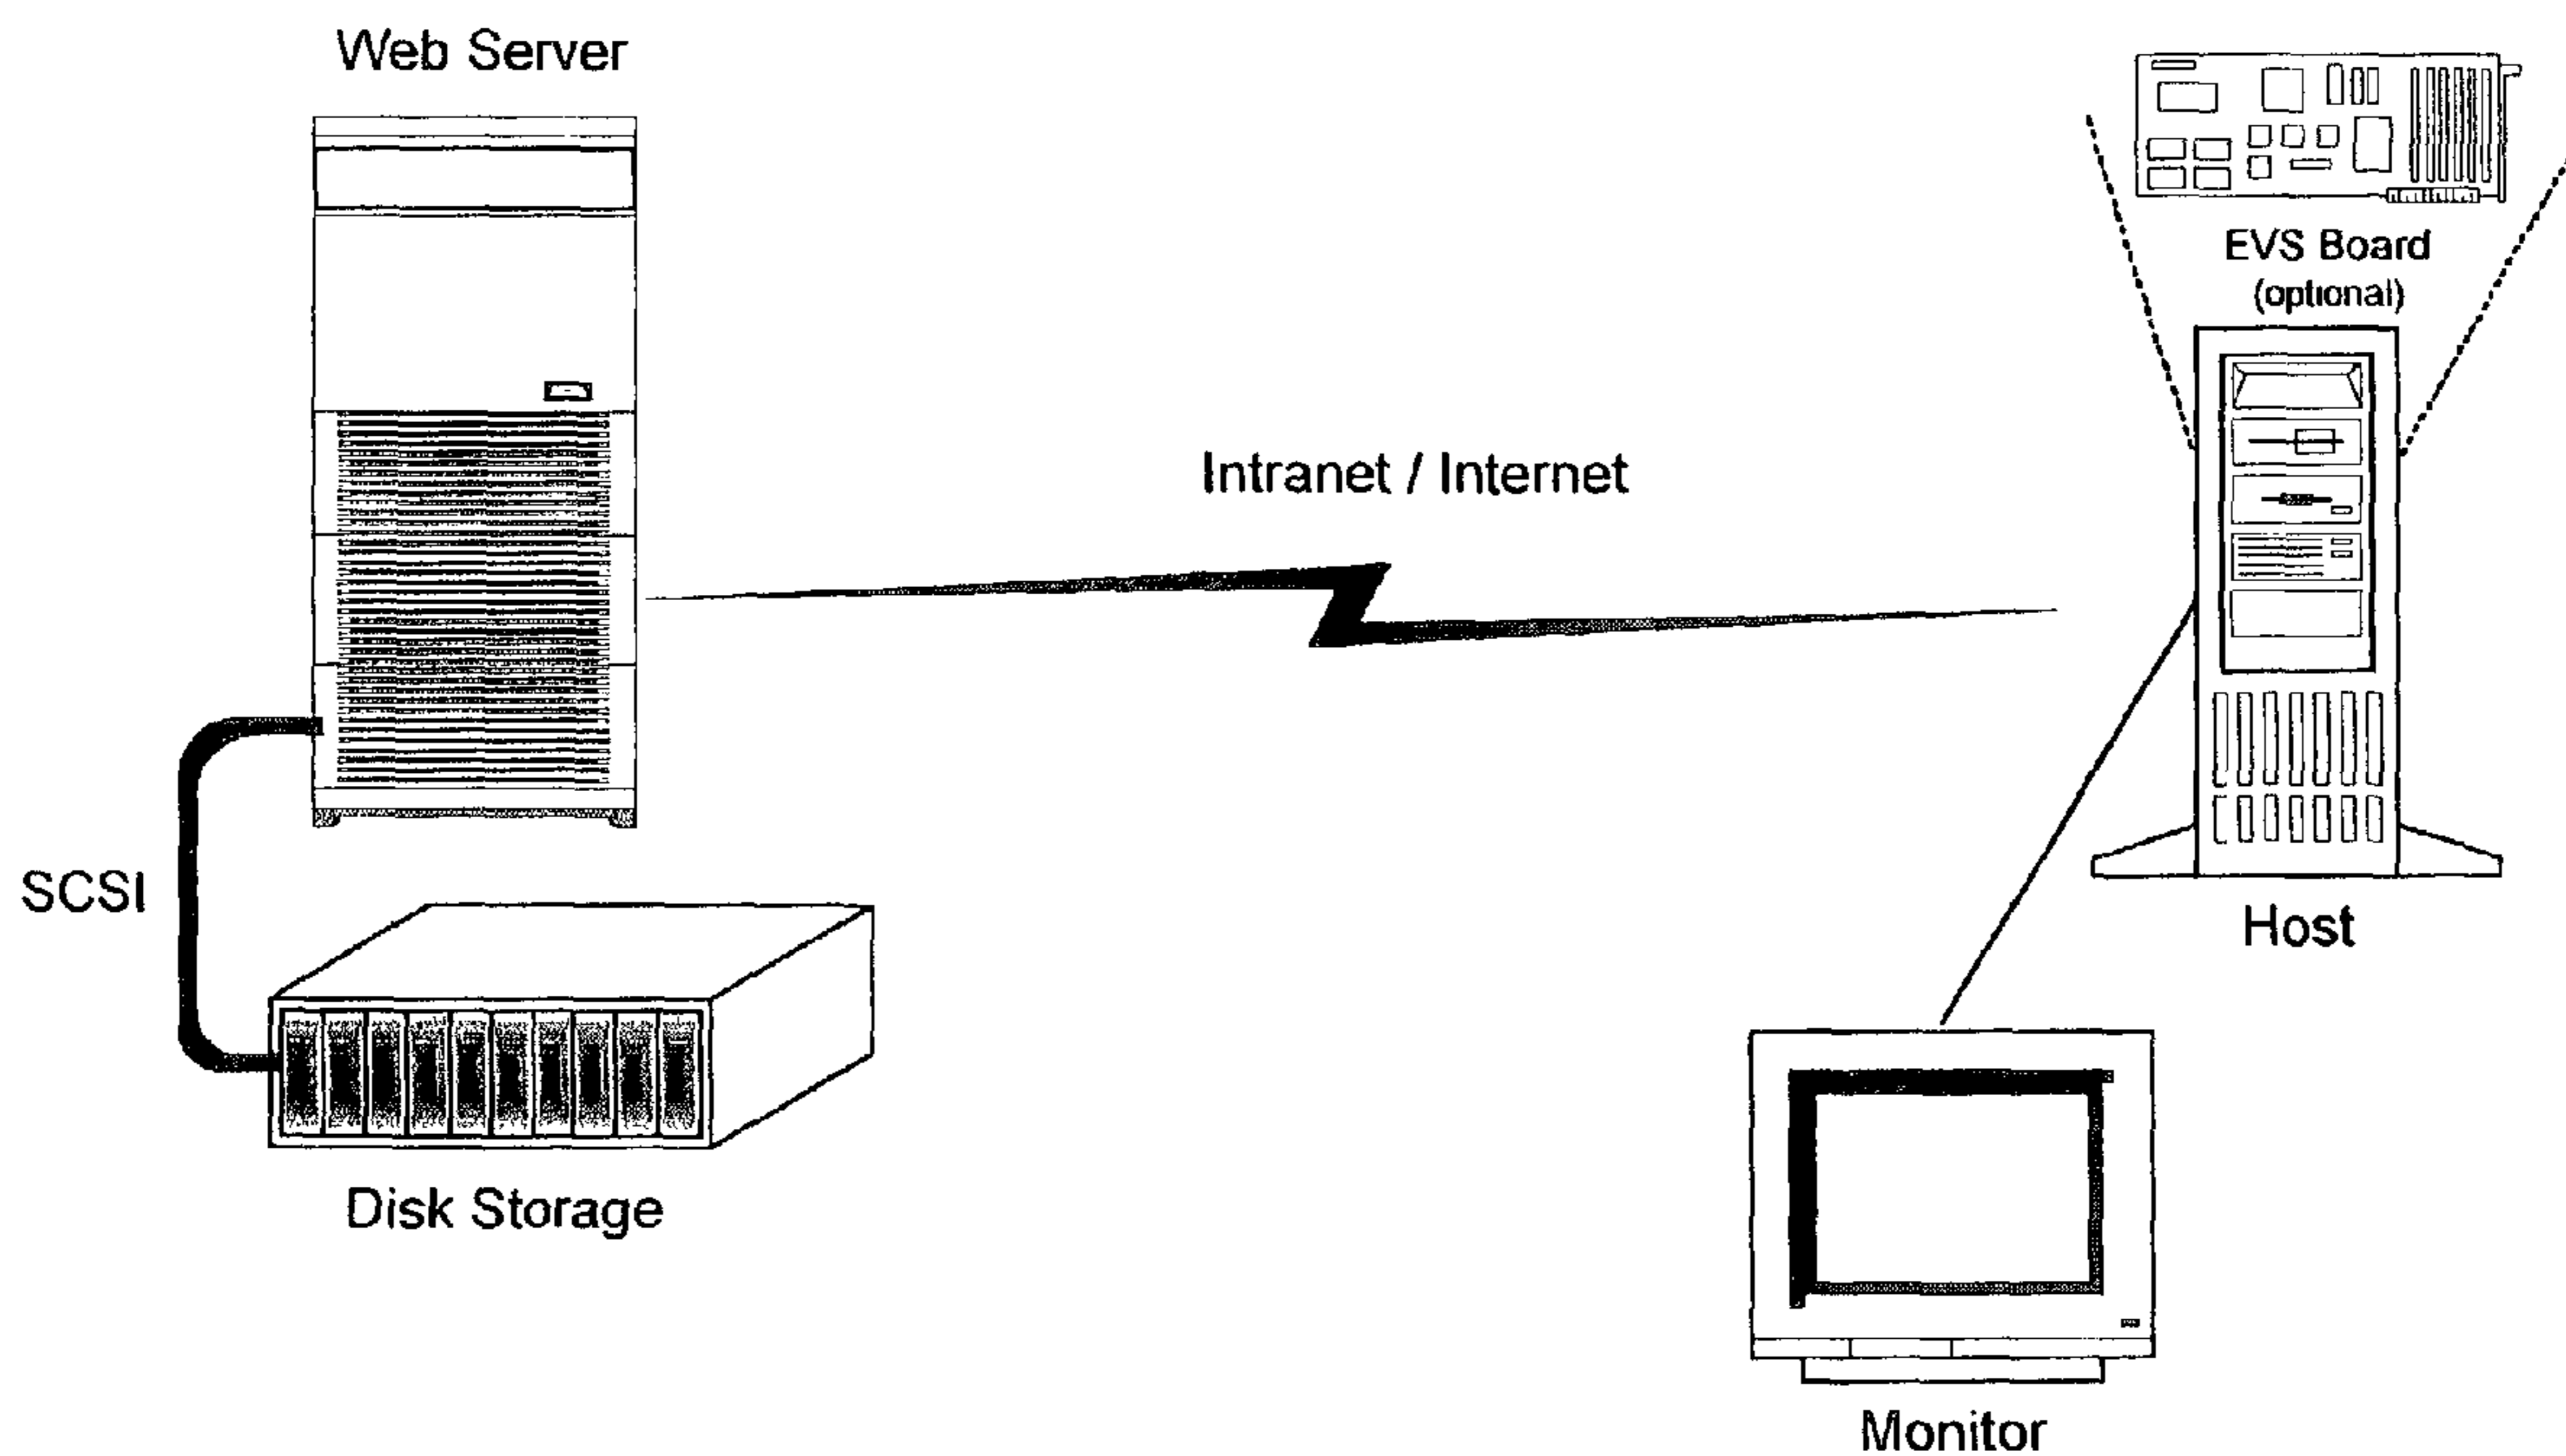 Web Server
EVS Board
(optional)
Intranet / Internet
SCSI
Host
Disk Storage
Monitor